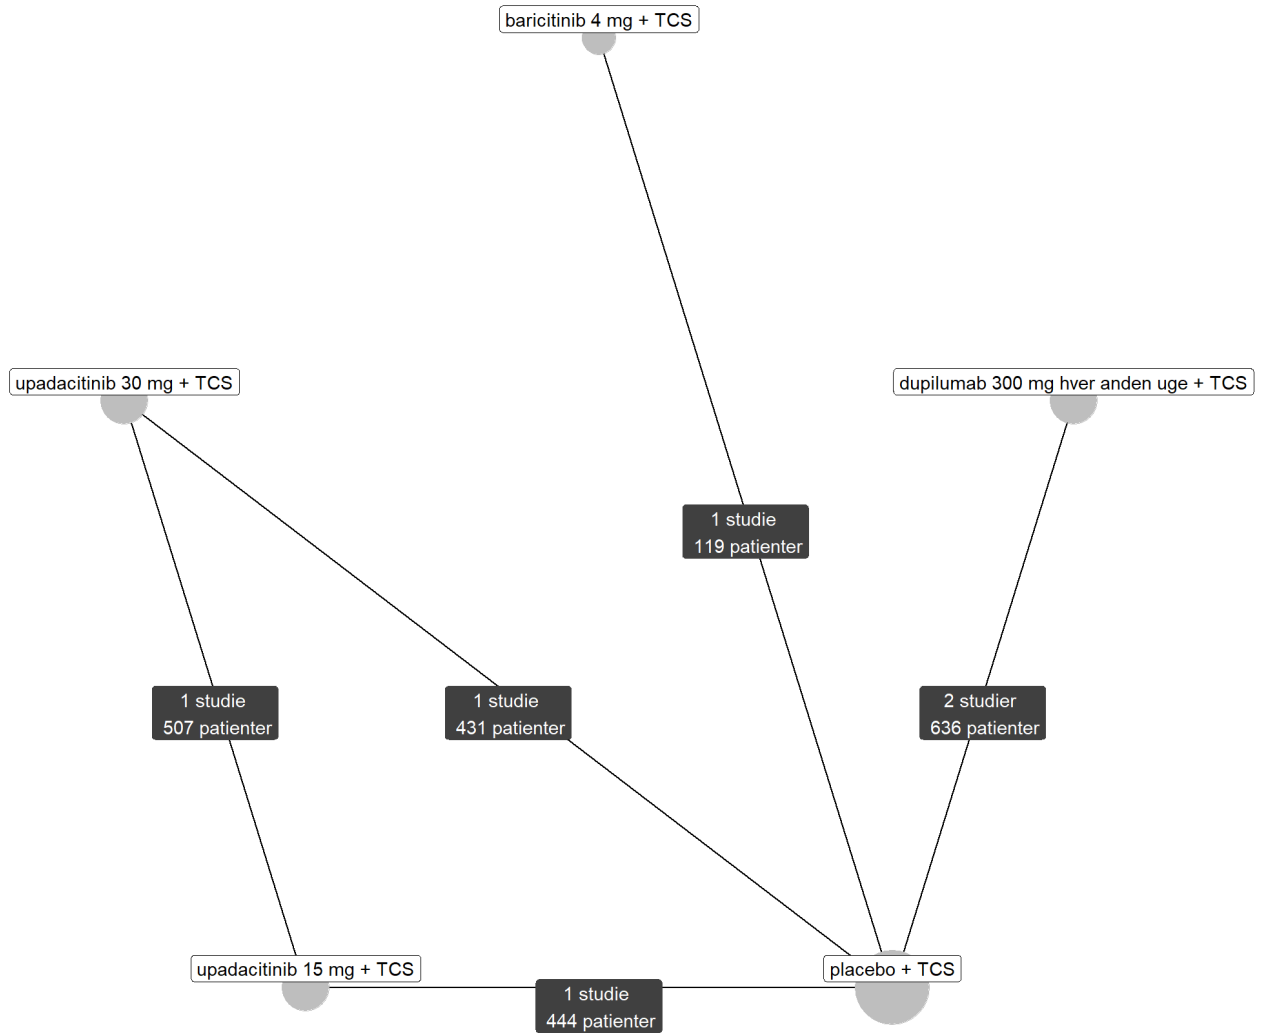 baricitinib 4 mg + TCS
upadacitinib 30 mg + TCS
dupilumab 300 mg hver anden uge + TCS
1 studie
119 patienter
1 studie
507 patienter
1 studie
431 patienter
2 studier
636 patienter
upadacitinib 15 mg + TCS
placebo + TCS
1 studie
444 patienter